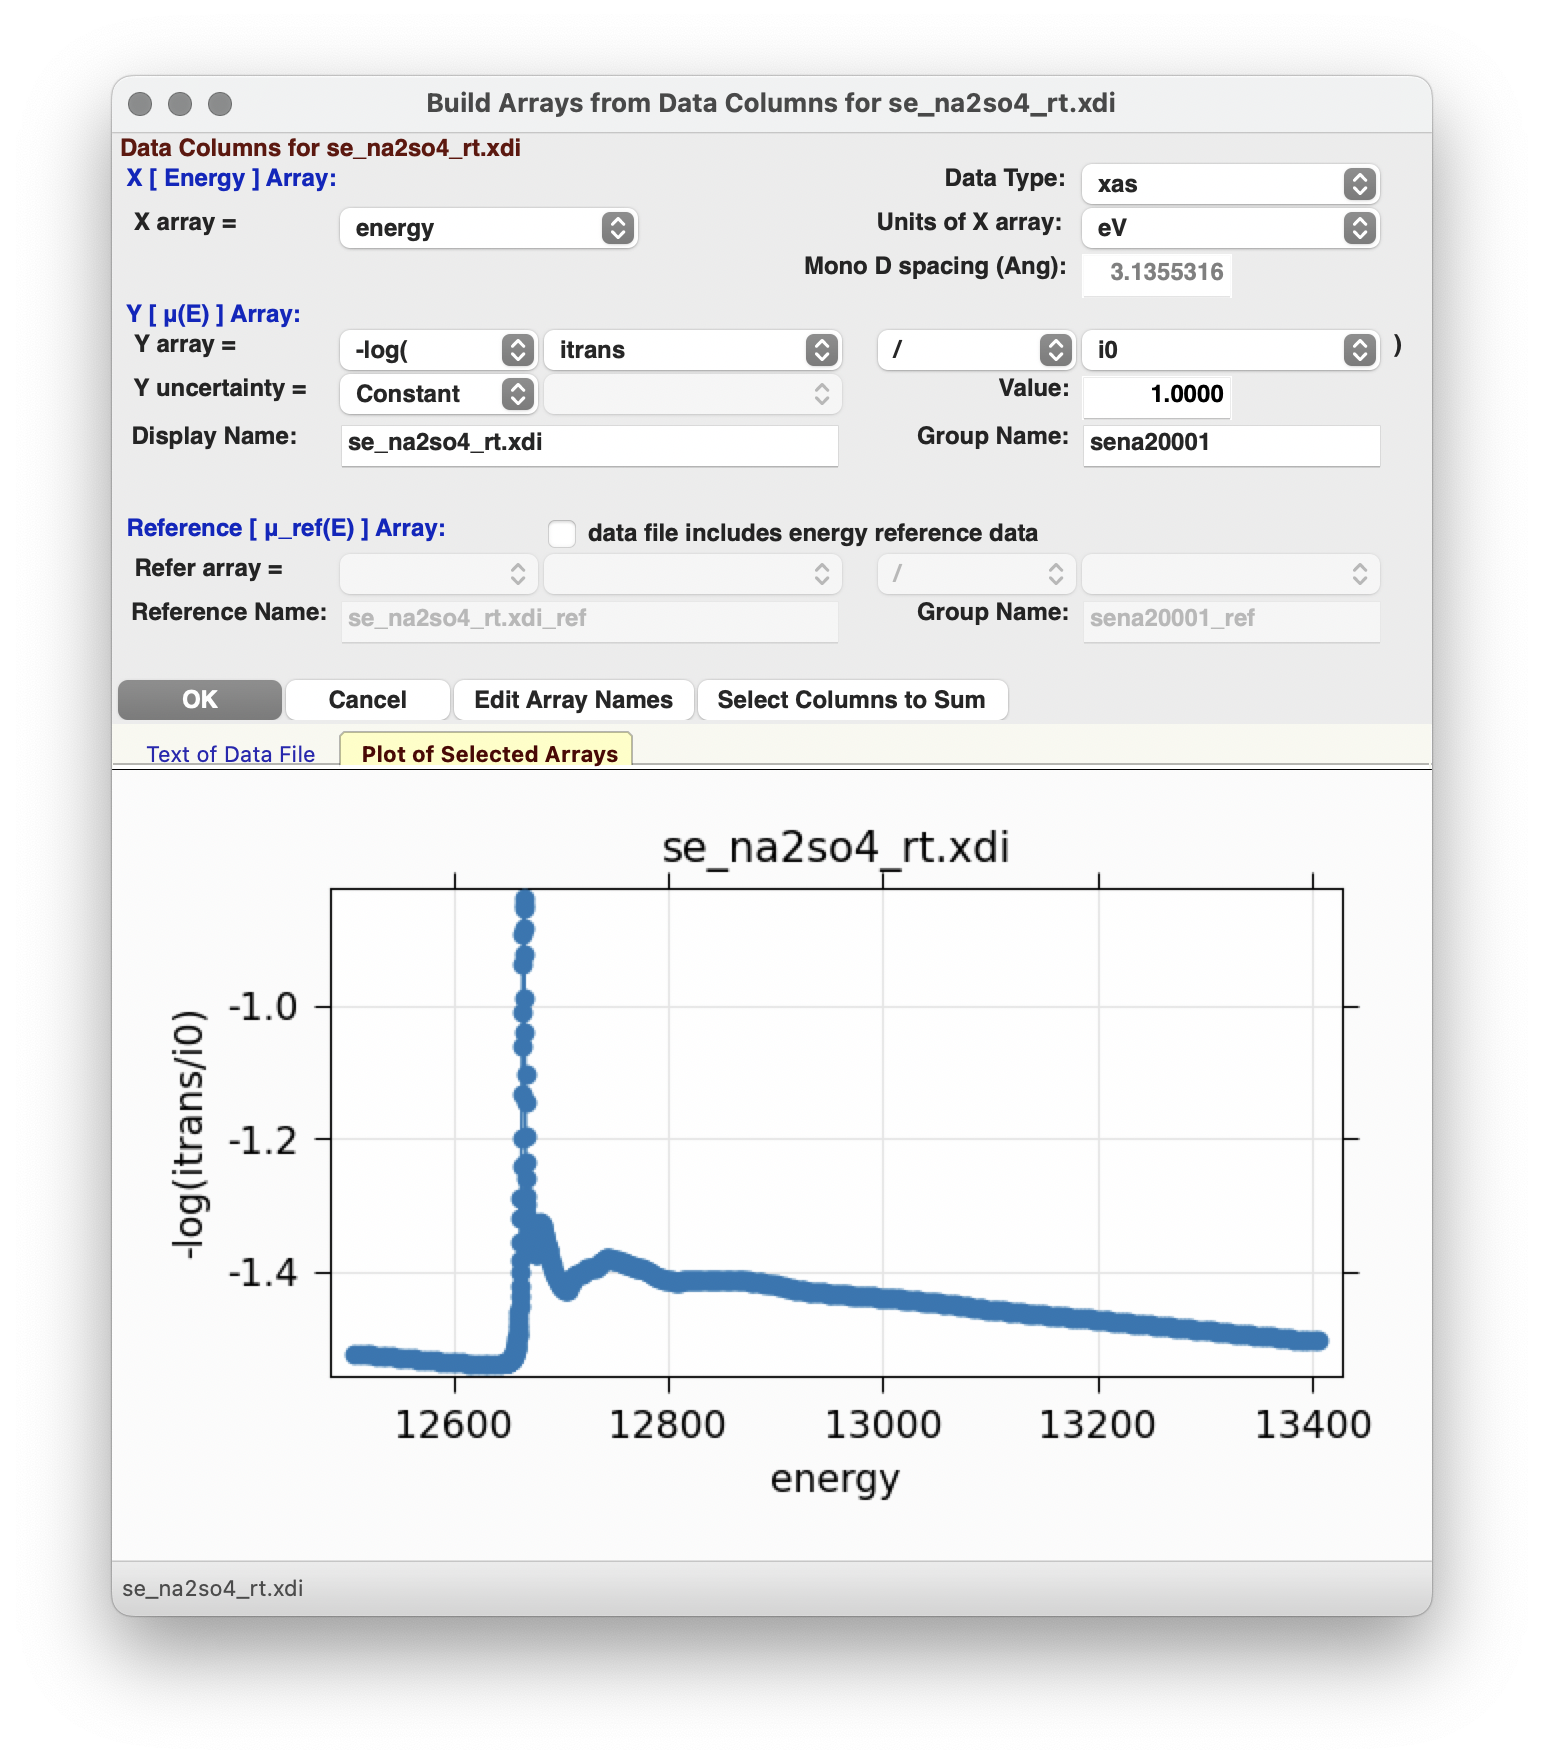 Build Arrays from Data Columns for se_na2so4_rt.xdi
Data Columns for se_na2so4_rt.xdi
X [ Energy ] Array:
Data Type: xas
X array = energy
Units of X array: eV
Mono D spacing (Ang): 3.1355316
Y [ μ(E) ] Array:
Y array = -log( itrans / i0 )
Y uncertainty = Constant
Value: 1.0000
Display Name: se_na2so4_rt.xdi
Group Name: sena20001
Reference [ μ_ref(E) ] Array:
data file includes energy reference data
Refer array = /
Reference Name: se_na2so4_rt.xdi_ref
Group Name: sena20001_ref
OK Cancel Edit Array Names Select Columns to Sum
Text of Data File Plot of Selected Arrays
se_na2so4_rt.xdi
-1.0
-1.2
-1.4
-log(itrans/i0)
12600 12800 13000 13200 13400
energy
se_na2so4_rt.xdi